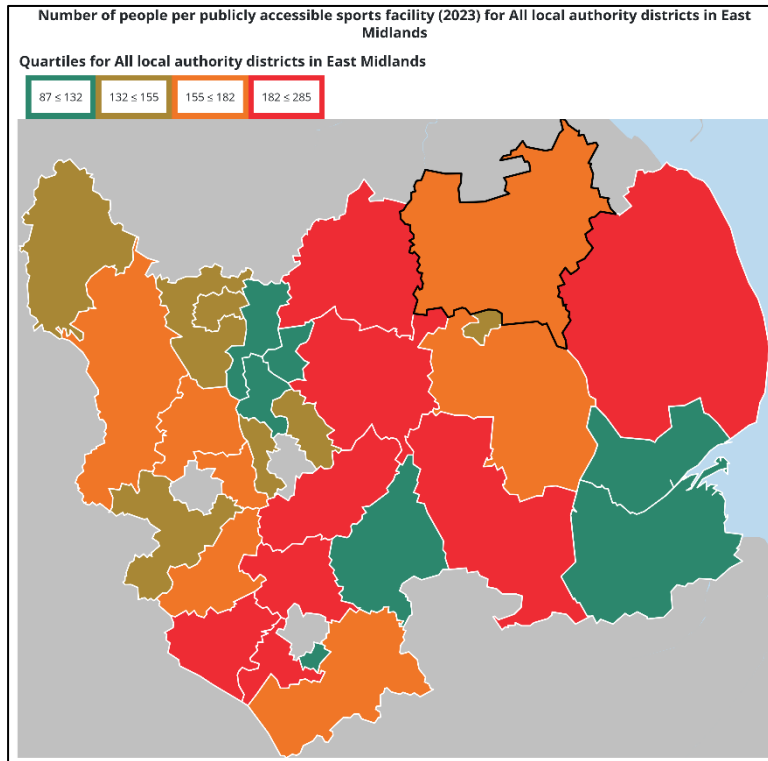 Number of people per publicly accessible sports facility (2023) for All local authority districts in East
Midlands
Quartiles for All local authority districts in East Midlands
87 ≤ 132
132 ≤ 155
155 ≤ 182
182 ≤ 285